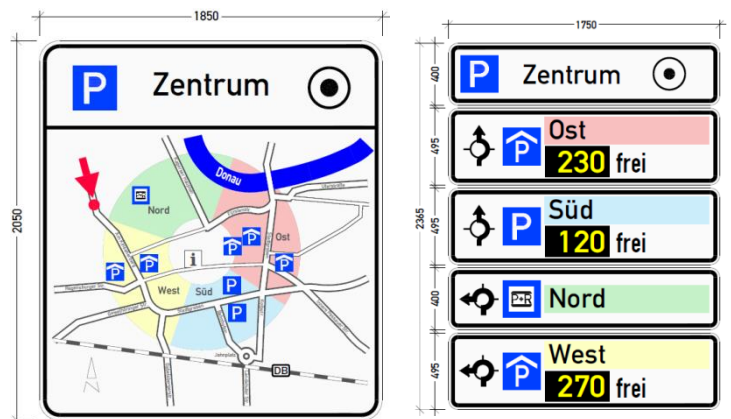 1850
2050
P Zentrum
Donau
Nord
Ost
i
West
Süd
P
P
P
P
P
P
P
DB
N
1750
2365
400
P Zentrum
495
P Ost
230 frei
495
P Süd
120 frei
400
P+R Nord
495
P West
270 frei